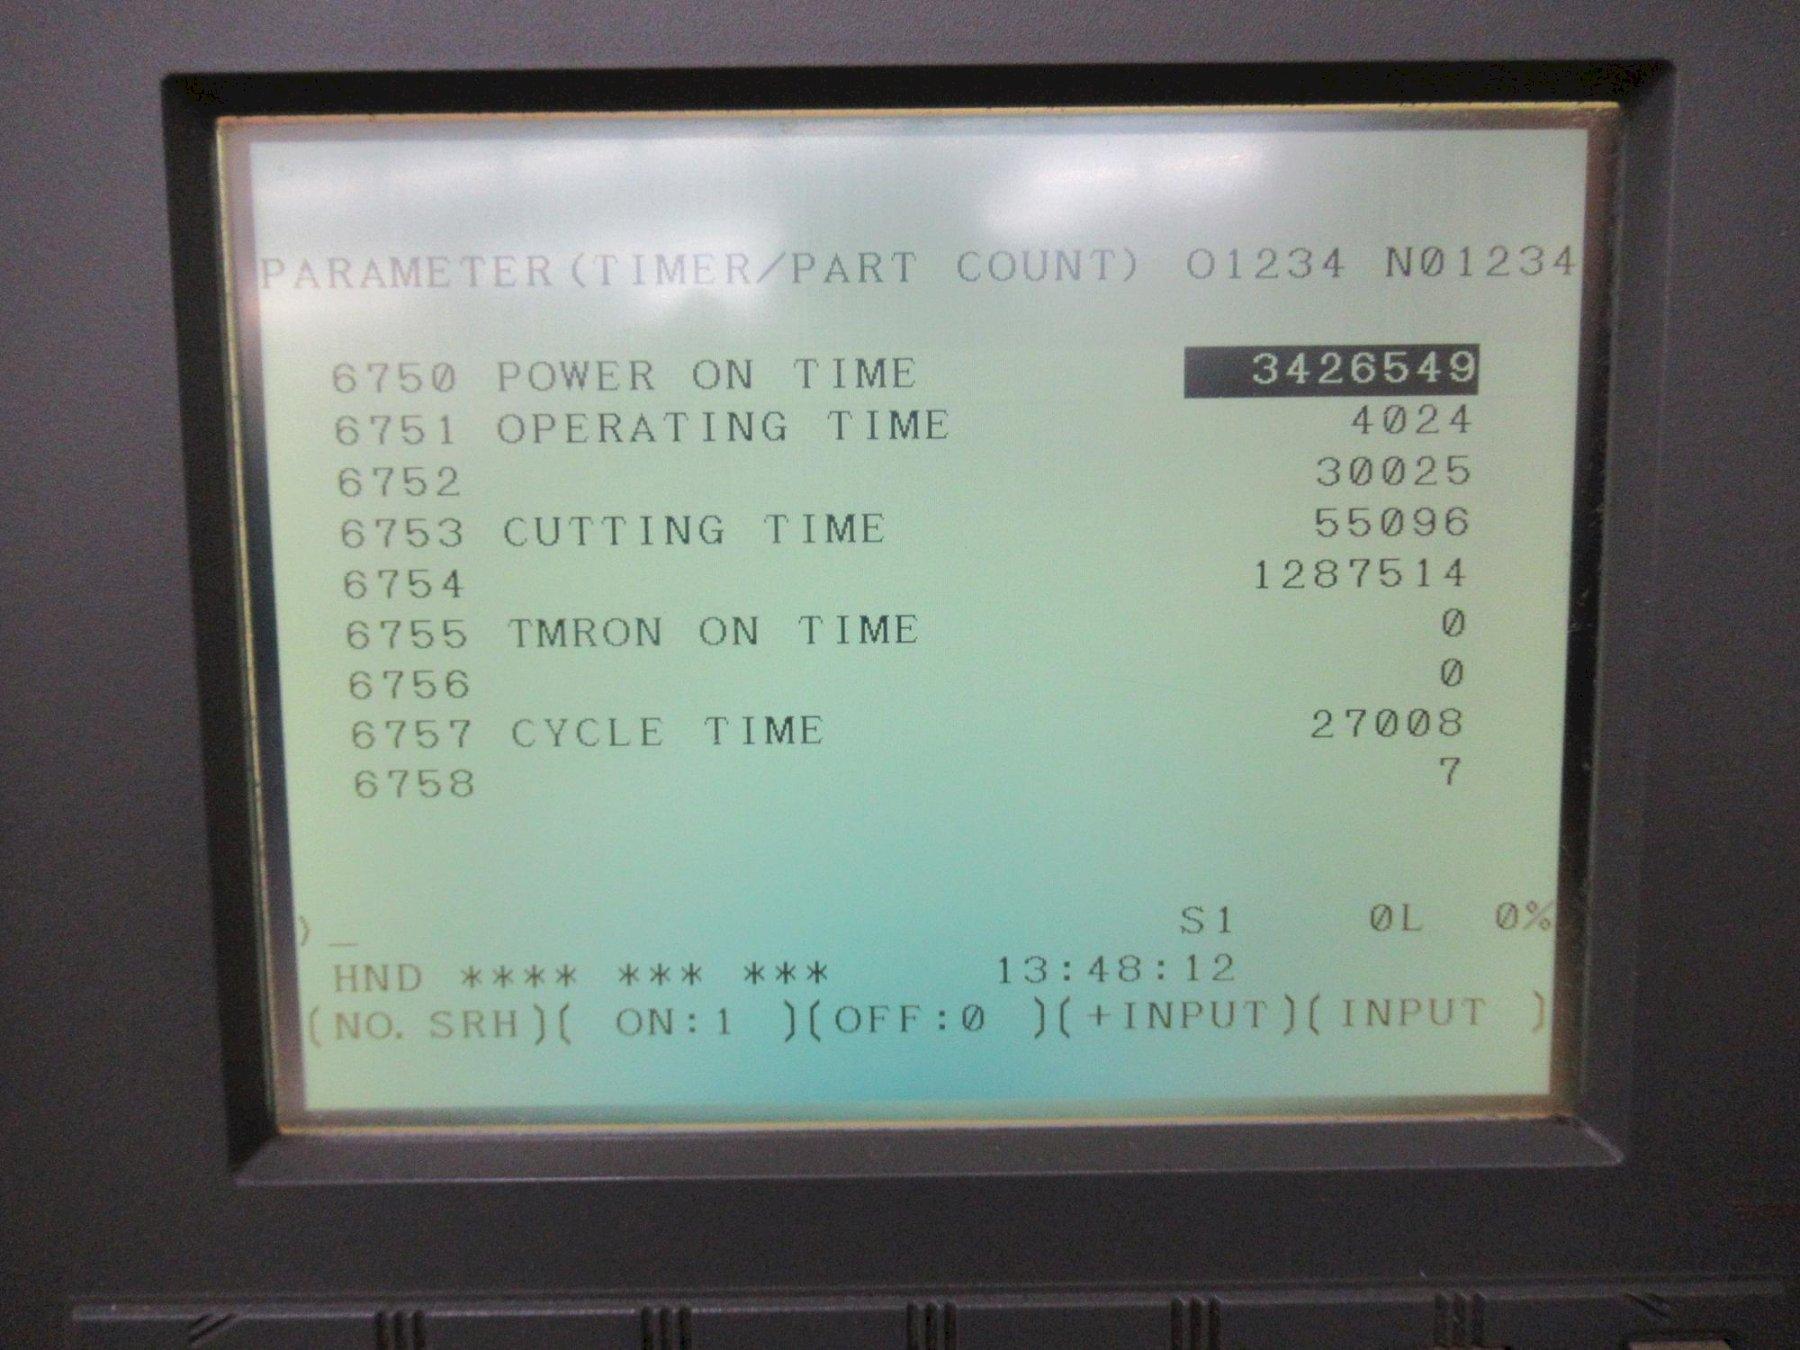 PARAMETER(TIMER/PART COUNT) O1234 N01234
6750 POWER ON TIME 3426549
6751 OPERATING TIME 4024
6752 30025
6753 CUTTING TIME 55096
6754 1287514
6755 TMRON ON TIME 0
6756 0
6757 CYCLE TIME 27008
6758 7
)_ S1 0L 0%
HND **** *** *** 13:48:12
(NO. SRH)( ON:1 )(OFF:0 )(+INPUT)(INPUT )